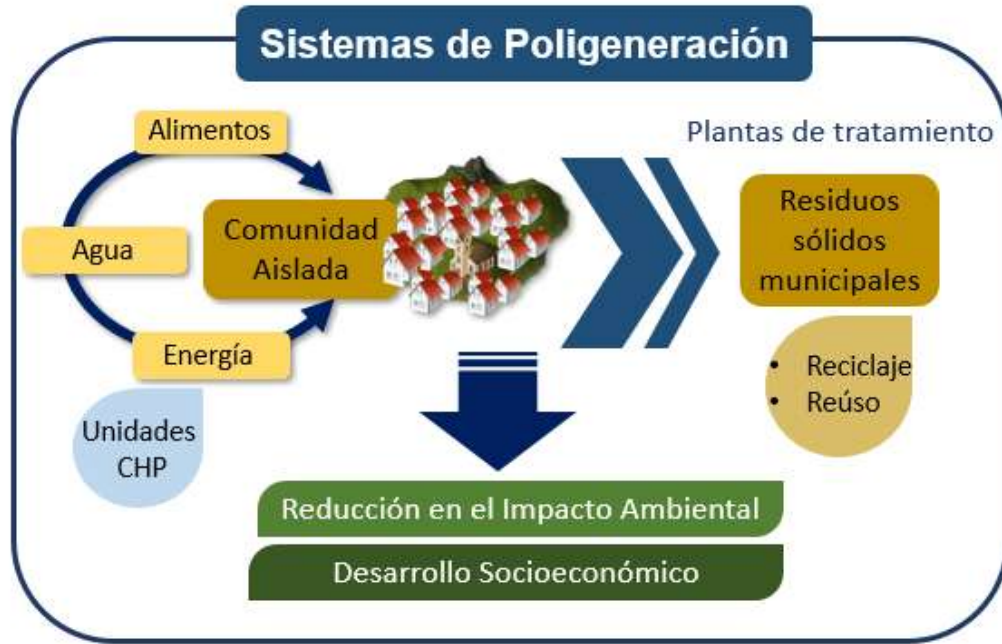 Sistemas de Poligeneración
Alimentos
Agua
Energía
Unidades
CHP
Comunidad
Aislada
Plantas de tratamiento
Residuos
sólidos
municipales
• Reciclaje
• Reúso
Reducción en el Impacto Ambiental
Desarrollo Socioeconómico